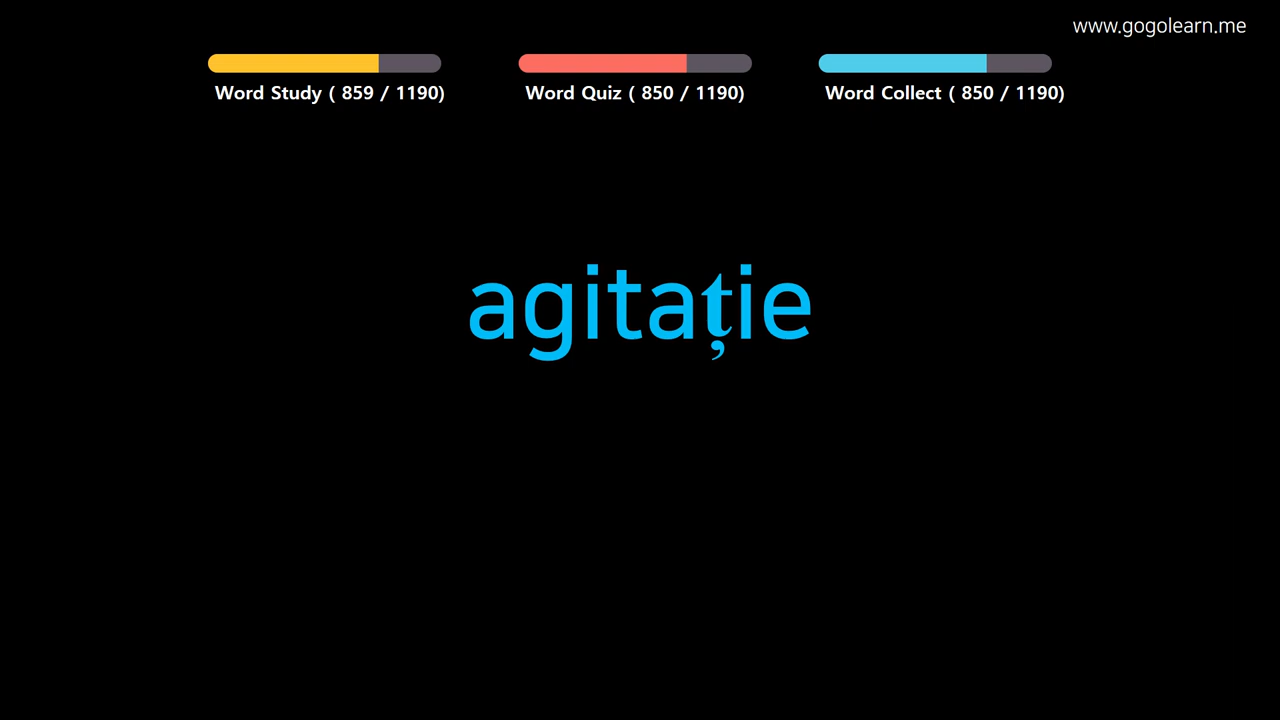 www.gogolearn.me
Word Study ( 859 / 1190)
Word Quiz ( 850 / 1190)
Word Collect ( 850 / 1190)
agitație